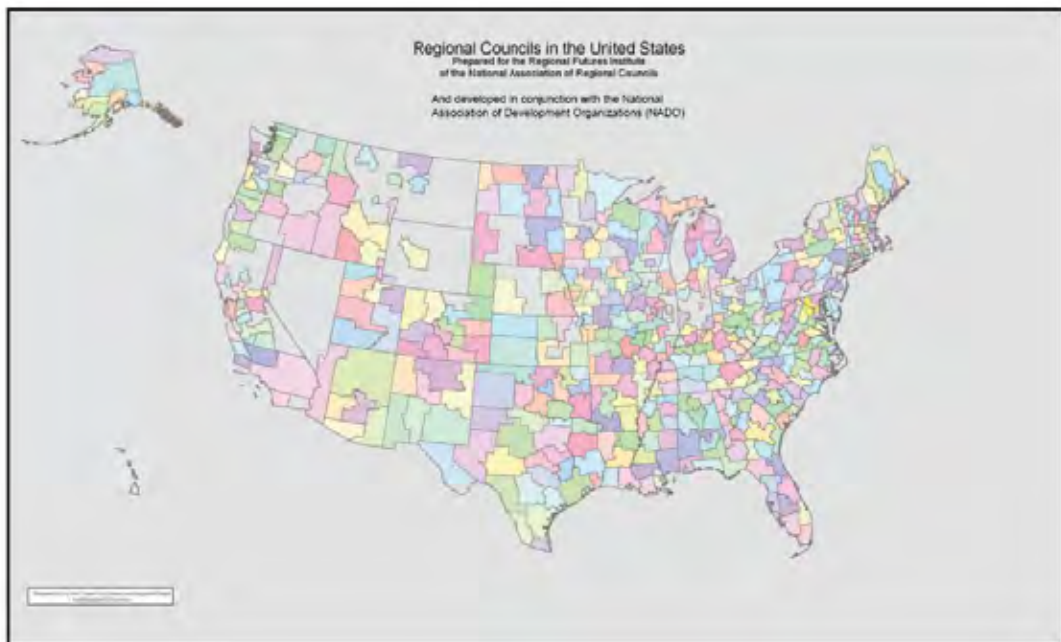 Regional Councils in the United States
Prepared for the Regional Futures Institute
of the National Association of Regional Councils
And developed in conjunction with the National
Association of Development Organizations (NADO)